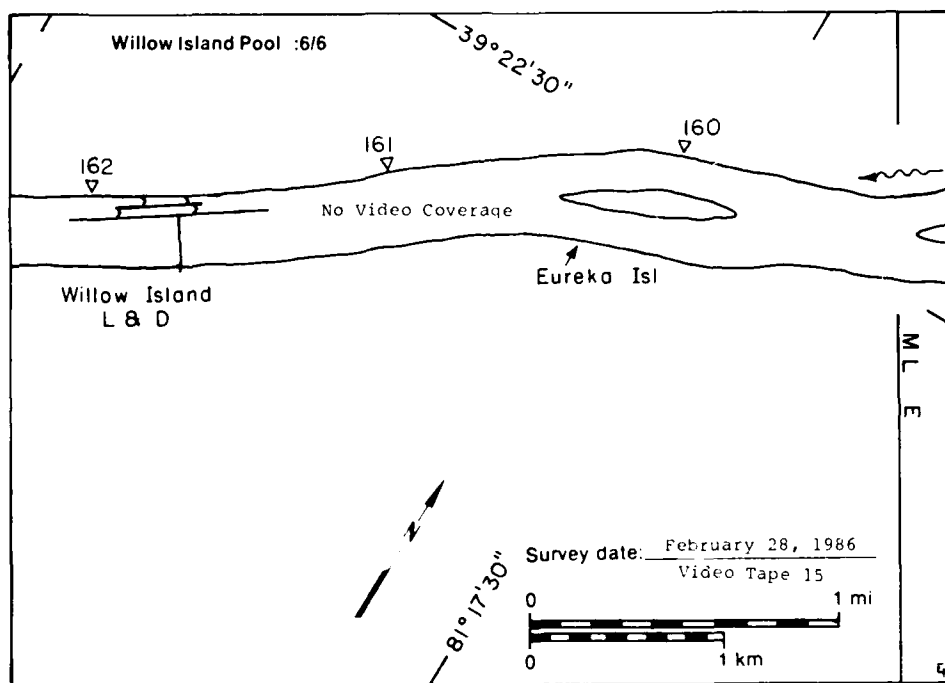 Willow Island Pool :6/6
39°22'30"
160
161
162
No Video Coverage
Eureka Isl
Willow Island
L & D
ML E
N
81°17'30"
Survey date: February 28, 1986
Video Tape 15
0 1 mi
0 1 km